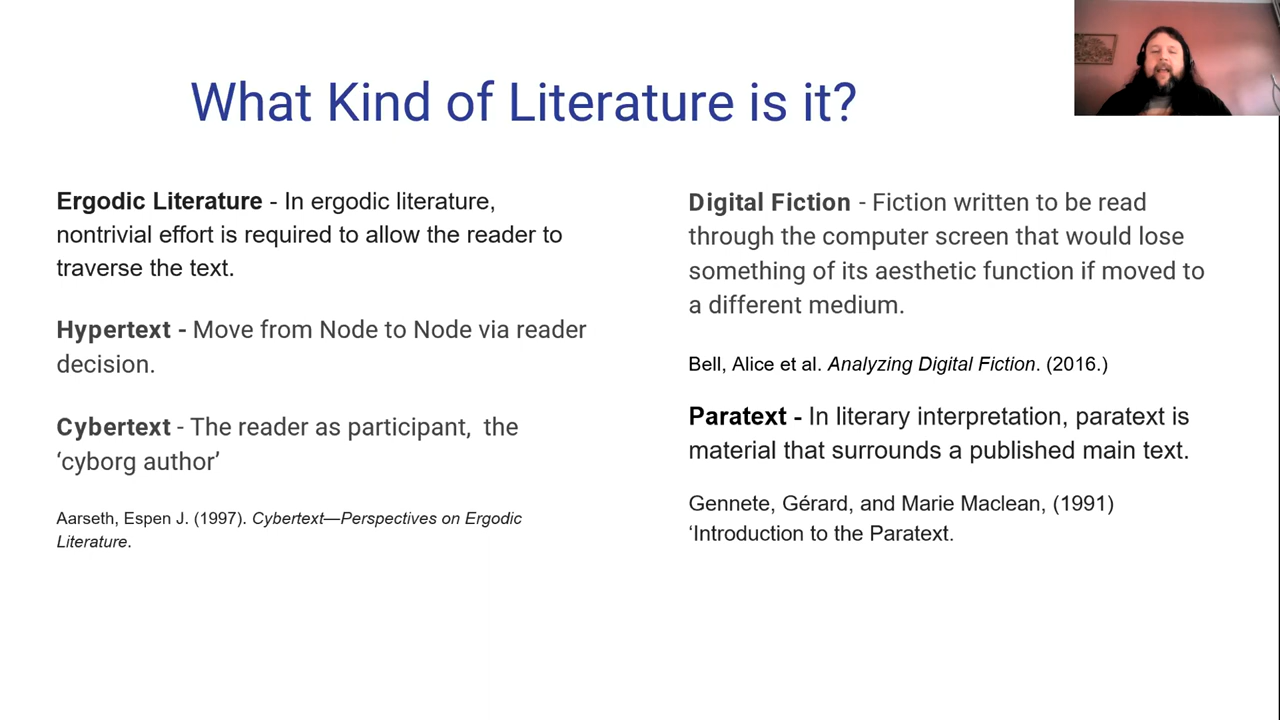 What Kind of Literature is it?
Ergodic Literature - In ergodic literature,
nontrivial effort is required to allow the reader to
traverse the text.
Hypertext - Move from Node to Node via reader
decision.
Cybertext - The reader as participant,  the
‘cyborg author’
Aarseth, Espen J. (1997). Cybertext—Perspectives on Ergodic
Literature.
Digital Fiction - Fiction written to be read
through the computer screen that would lose
something of its aesthetic function if moved to
a different medium.
Bell, Alice et al. Analyzing Digital Fiction. (2016.)
Paratext - In literary interpretation, paratext is
material that surrounds a published main text.
Gennete, Gérard, and Marie Maclean, (1991)
‘Introduction to the Paratext.